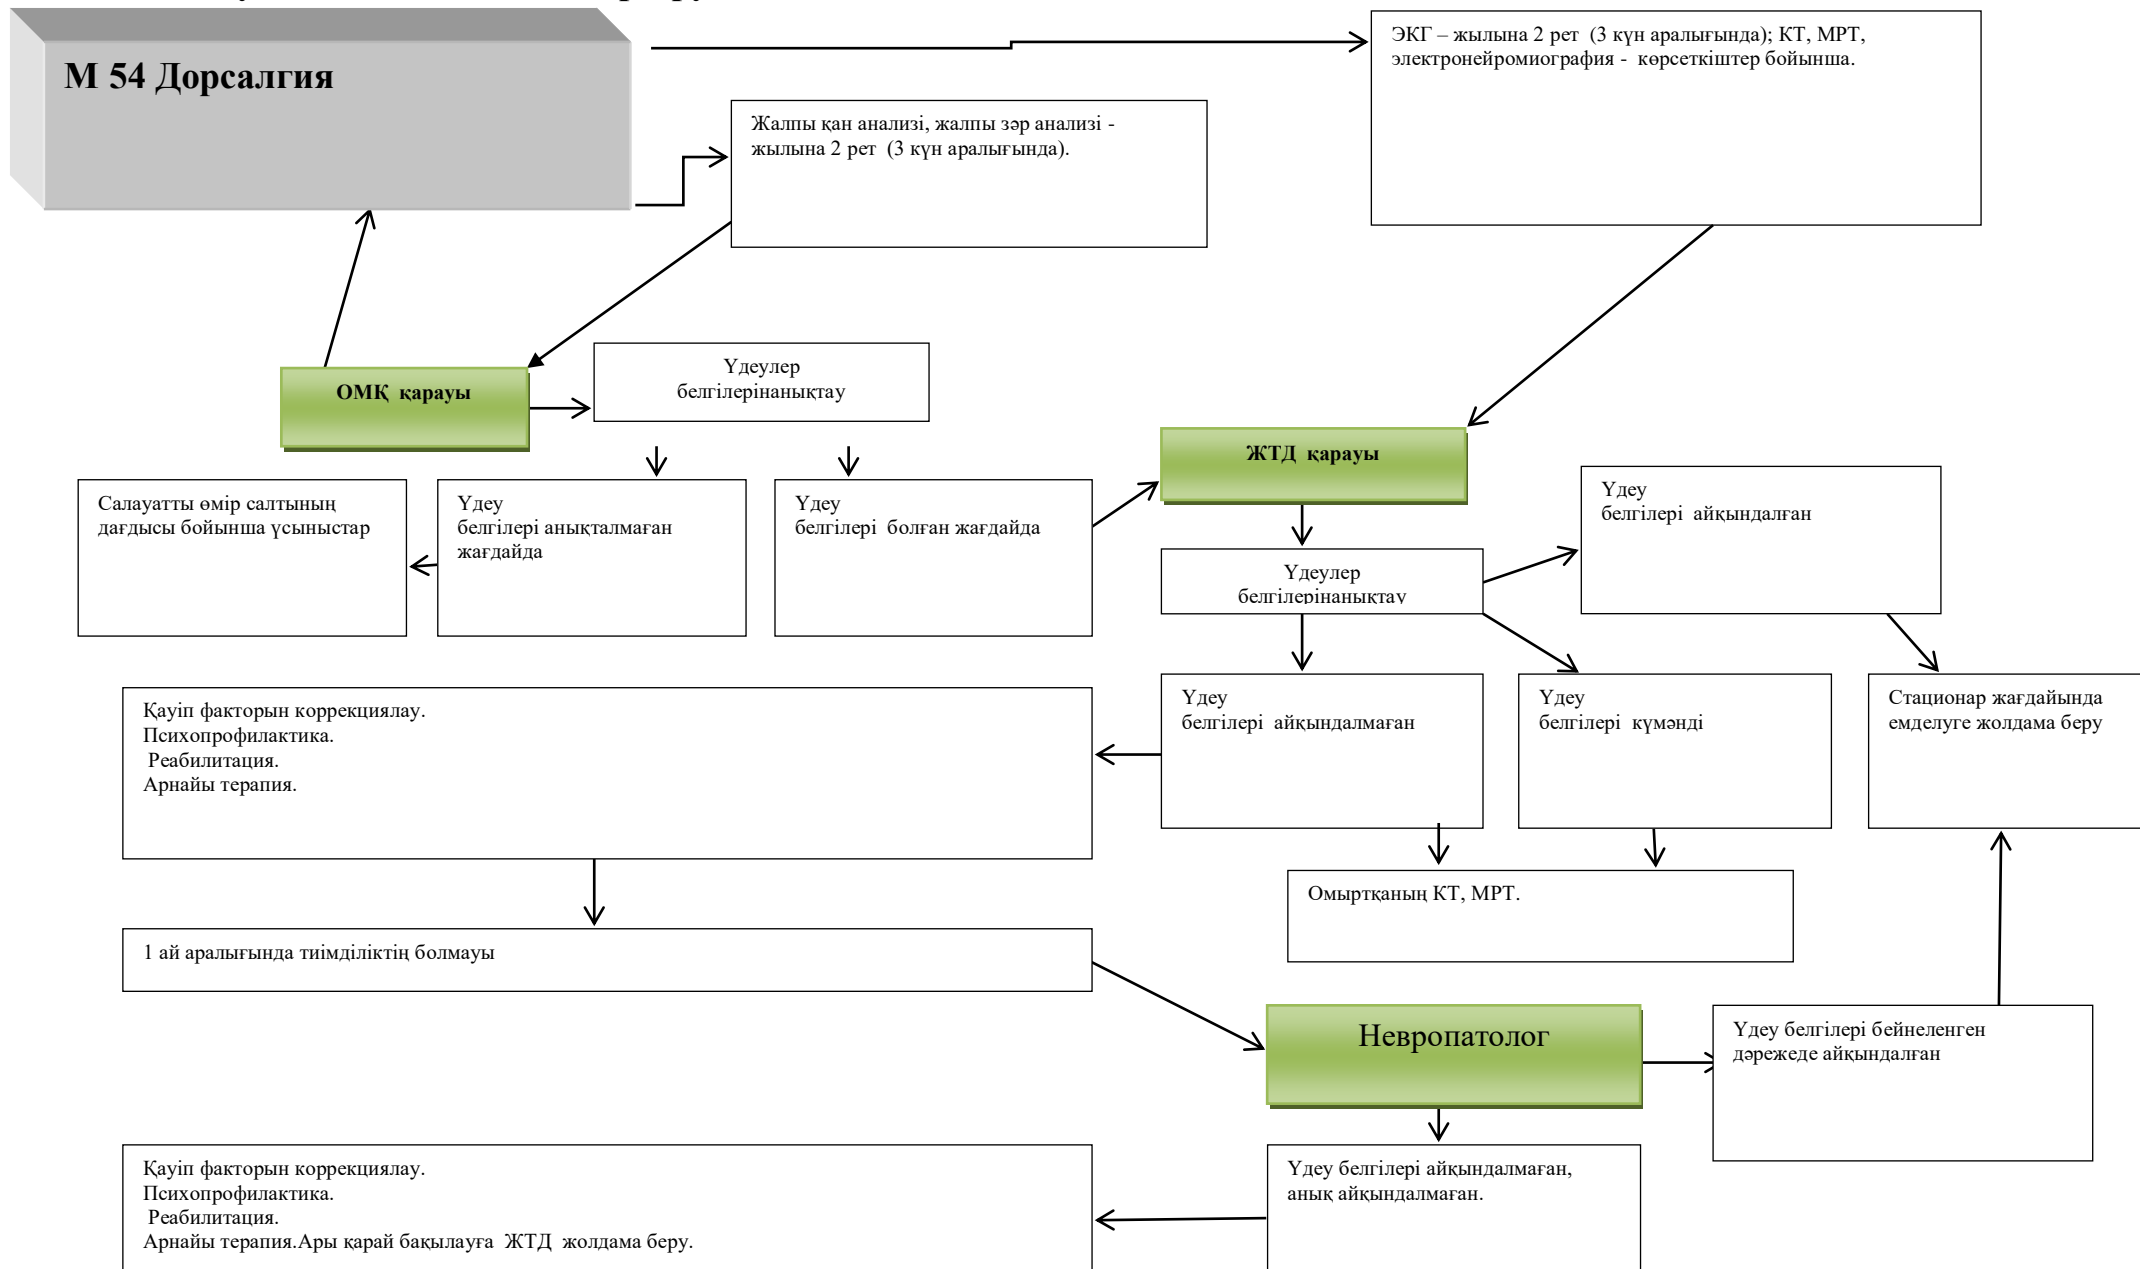 М 54 Дорсалгия
ЭКГ – жылына 2 рет (3 күн аралығында); КТ, МРТ,
электронейромиография - көрсеткіштер бойынша.
Жалпы қан анализі, жалпы зәр анализі -
жылына 2 рет (3 күн аралығында).
Үдеулер
белгілерінанықтау
ОМҚ қарауы
ЖТД қарауы
Салауатты өмір салтының
дағдысы бойынша үсыныстар
Үдеу
белгілері анықталмаған
жағдайда
Үдеу
белгілері болған жағдайда
Үдеу
белгілері айқындалған
Үдеулер
белгілерінанықтау
Қауіп факторын коррекциялау.
Психопрофилактика.
Реабилитация.
Арнайы терапия.
Үдеу
белгілері айқындалмаған
Үдеу
белгілері күмәнді
Стационар жағдайында
емделуге жолдама беру
Омыртқаның КТ, МРТ.
1 ай аралығында тиімділіктің болмауы
Невропатолог
Үдеу белгілері бейнеленген
дәрежеде айқындалған
Қауіп факторын коррекциялау.
Психопрофилактика.
Реабилитация.
Арнайы терапия.Ары қарай бақылауға ЖТД жолдама беру.
Үдеу белгілері айқындалмаған,
анық айқындалмаған.